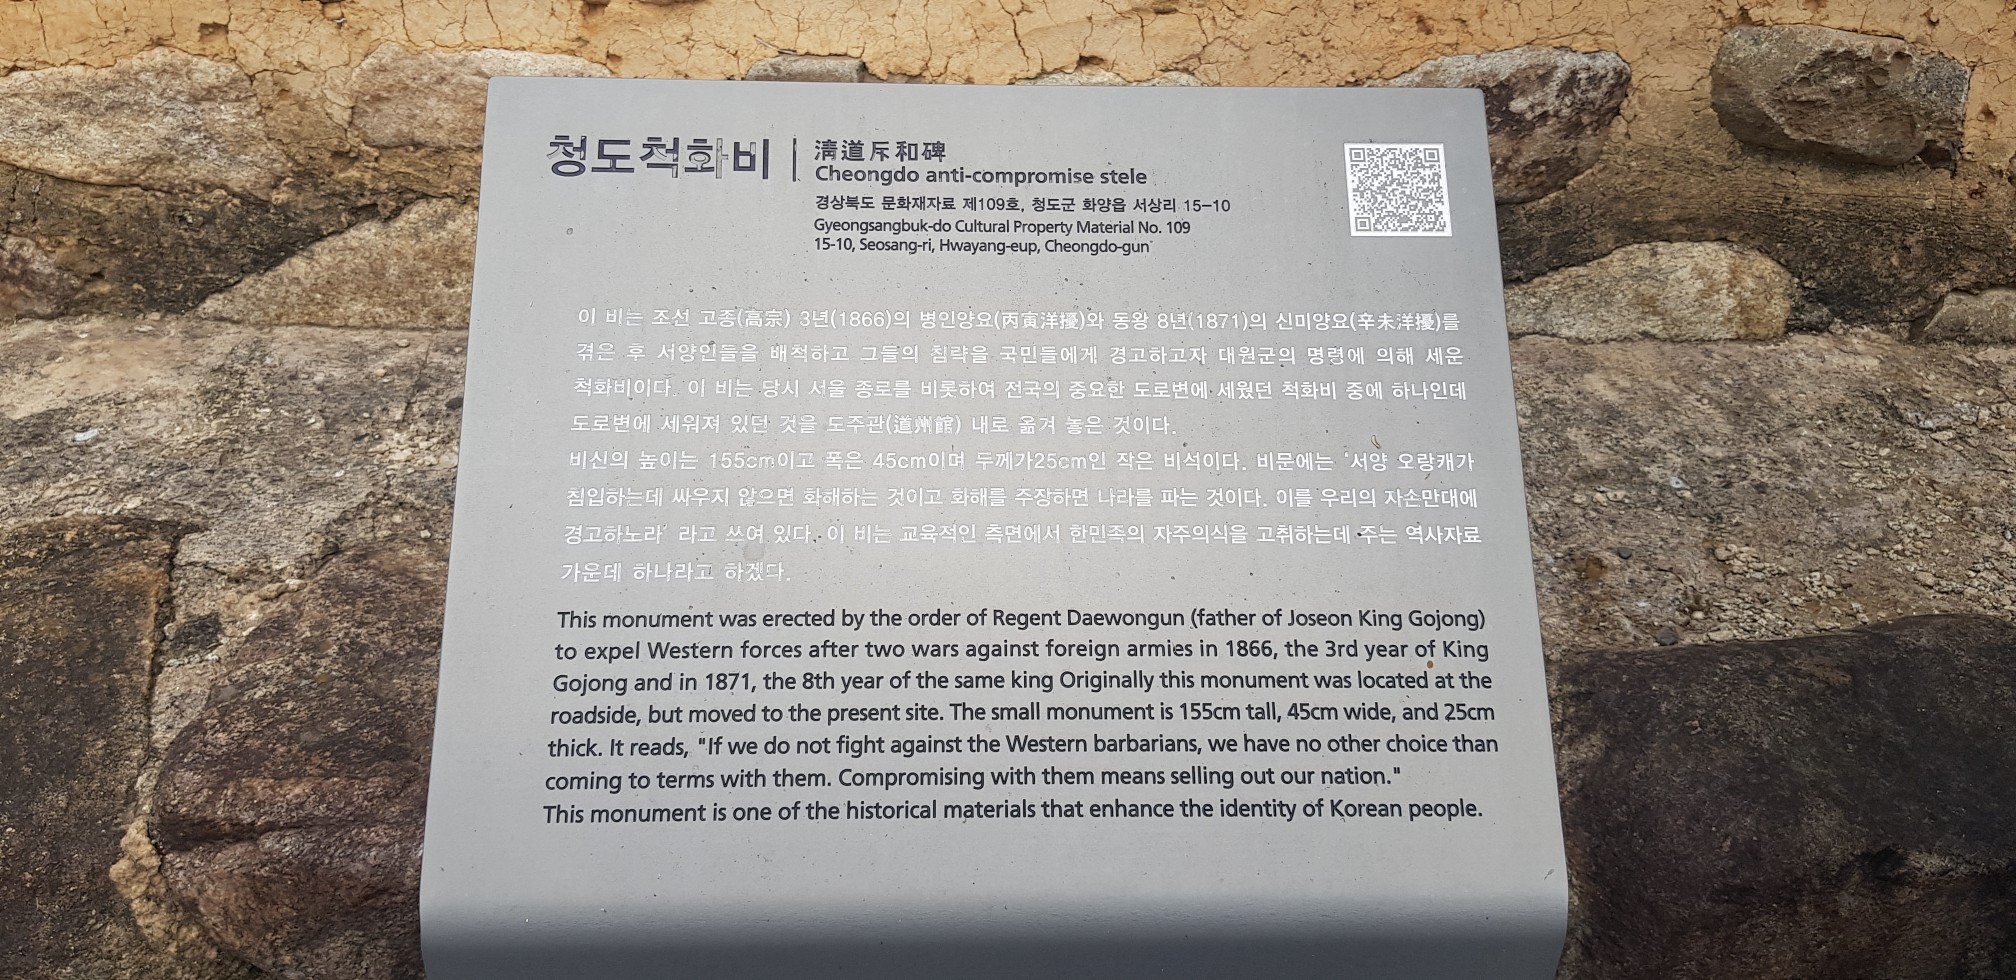 청도척화비
淸道斥和碑
Cheongdo anti-compromise stele
경상북도 문화재자료 제109호, 청도군 화양읍 서상리 15-10
Gyeongsangbuk-do Cultural Property Material No. 109
15-10, Seosang-ri, Hwayang-eup, Cheongdo-gun
이 비는 조선 고종(高宗) 3년(1866)의 병인양요(丙寅洋擾)와 동왕 8년(1871)의 신미양요(辛未洋擾)를
겪은 후 서양인들을 배척하고 그들의 침략을 국민들에게 경고하고자 대원군의 명령에 의해 세운
척화비이다. 이 비는 당시 서울 종로를 비롯하여 전국의 중요한 도로변에 세웠던 척화비 중에 하나인데
도로변에 세워져 있던 것을 도주관(道州館) 내로 옮겨 놓은 것이다.
비신의 높이는 155cm이고 폭은 45cm이며 두께가25cm인 작은 비석이다. 비문에는 '서양 오랑캐가
침입하는데 싸우지 않으면 화해하는 것이고 화해를 주장하면 나라를 파는 것이다. 이를 우리의 자손만대에
경고하노라' 라고 쓰여 있다. 이 비는 교육적인 측면에서 한민족의 자주의식을 고취하는데 주는 역사자료
가운데 하나라고 하겠다.
This monument was erected by the order of Regent Daewongun (father of Joseon King Gojong)
to expel Western forces after two wars against foreign armies in 1866, the 3rd year of King
Gojong and in 1871, the 8th year of the same king Originally this monument was located at the
roadside, but moved to the present site. The small monument is 155cm tall, 45cm wide, and 25cm
thick. It reads, "If we do not fight against the Western barbarians, we have no other choice than
coming to terms with them. Compromising with them means selling out our nation."
This monument is one of the historical materials that enhance the identity of Korean people.